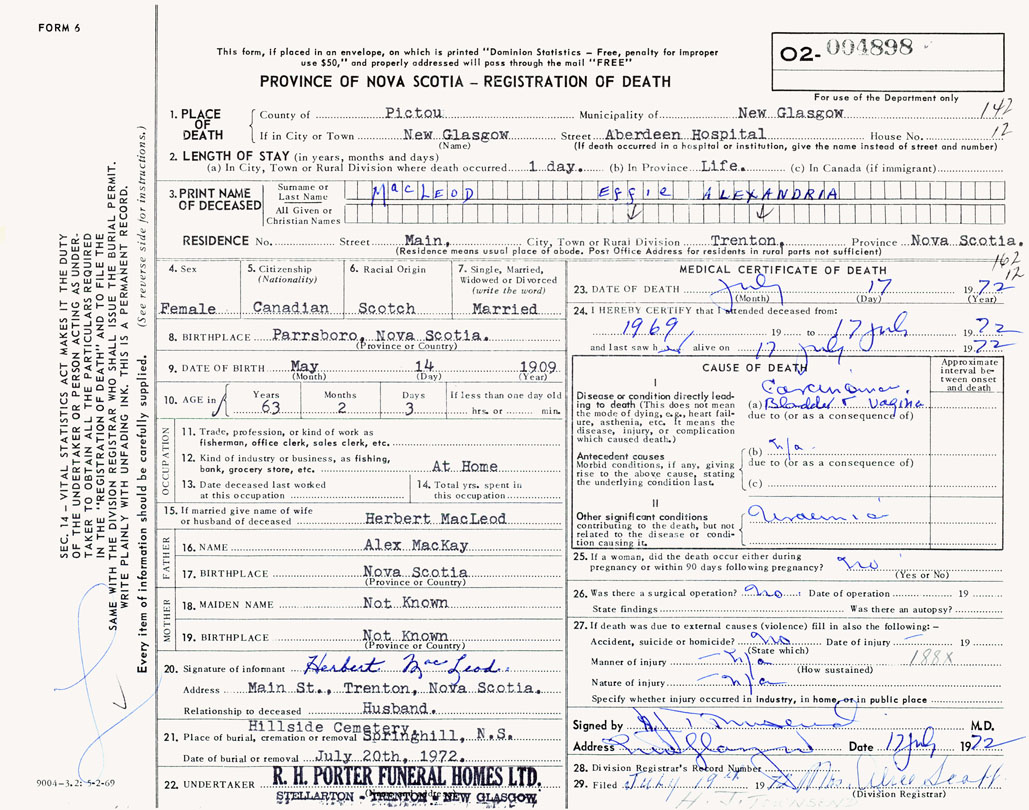 FORM 6
This form, if placed in an envelope, on which is printed "Dominion Statistics – Free, penalty for improper
use $50," and properly addressed will pass through the mail "FREE"
PROVINCE OF NOVA SCOTIA – REGISTRATION OF DEATH
02- 004898
For use of the Department only
1. PLACE OF DEATH
County of Pictou Municipality of New Glasgow 142
If in City or Town New Glasgow Street Aberdeen Hospital House No. 12
(Name) (If death occurred in a hospital or institution, give the name instead of street and number)
2. LENGTH OF STAY (in years, months and days)
(a) In City, Town or Rural Division where death occurred 1 day. (b) In Province Life. (c) In Canada (if immigrant)
3. PRINT NAME OF DECEASED
Surname or Last Name MacLEOD EFFIE ALEXANDRIA
All Given or Christian Names
RESIDENCE No. Street Main, City, Town or Rural Division Trenton, Province Nova Scotia.
(Residence means usual place of abode. Post Office Address for residents in rural parts not sufficient)
162
12
4. Sex
Female
5. Citizenship
(Nationality)
Canadian
6. Racial Origin
Scotch
7. Single, Married,
Widowed or Divorced
(write the word)
Married
8. BIRTHPLACE Parrsboro, Nova Scotia.
(Province or Country)
9. DATE OF BIRTH May 14 1909
(Month) (Day) (Year)
10. AGE in Years Months Days If less than one day old
63 2 3 hrs. or min.
OCCUPATION
11. Trade, profession, or kind of work as
fisherman, office clerk, sales clerk, etc.
12. Kind of industry or business, as fishing,
bank, grocery store, etc. At Home
13. Date deceased last worked
at this occupation
14. Total yrs. spent in
this occupation
15. If married give name of wife
or husband of deceased Herbert MacLeod
FATHER
16. NAME Alex MacKay
17. BIRTHPLACE Nova Scotia
(Province or Country)
MOTHER
18. MAIDEN NAME Not Known
19. BIRTHPLACE Not Known
(Province or Country)
20. Signature of informant Herbert MacLeod.
Address Main St., Trenton, Nova Scotia.
Relationship to deceased Husband.
Hillside Cemetery,
21. Place of burial, cremation or removal Springhill, N.S.
Date of burial or removal July 20th, 1972.
22. UNDERTAKER R. H. PORTER FUNERAL HOMES LTD.
STELLARTON - TRENTON - NEW GLASGOW
MEDICAL CERTIFICATE OF DEATH
23. DATE OF DEATH July 17 1972
(Month) (Day) (Year)
24. I HEREBY CERTIFY that I attended deceased from:
1969 19 to 17 July 1972
and last saw her alive on 17 July 1972
CAUSE OF DEATH
Approximate
interval be-
tween onset
and death
I
Disease or condition directly lead-
ing to death (This does not mean
the mode of dying, e.g., heart fail-
ure, asthenia, etc. It means the
disease, injury, or complication
which caused death.)
Carcinoma,
(a) Bladder + Vagina
due to (or as a consequence of)
Antecedent causes
Morbid conditions, if any, giving
rise to the above cause, stating
the underlying condition last.
(b) n/a
due to (or as a consequence of)
(c)
II
Other significant conditions
contributing to the death, but not
related to the disease or condi-
tion causing it.
Uraemia
25. If a woman, did the death occur either during
pregnancy or within 90 days following pregnancy? No
(Yes or No)
26. Was there a surgical operation? No Date of operation 19
State findings Was there an autopsy?
27. If death was due to external causes (violence) fill in also the following:–
Accident, suicide or homicide? No Date of injury – 19
(State which)
Manner of injury – n/a 188X
(How sustained)
Nature of injury – n/a
Specify whether injury occurred in industry, in home, or in public place
Signed by M.D.
Address New Glasgow Date 17 July 1972
28. Division Registrar's Record Number
29. Filed July 19th 1972 Mrs. Scott
(Division Registrar)
SEC. 14 – VITAL STATISTICS ACT MAKES IT THE DUTY
OF THE UNDERTAKER OR PERSON ACTING AS UNDER-
TAKER TO OBTAIN ALL THE PARTICULARS REQUIRED
IN THE "REGISTRATION OF DEATH" AND TO FILE THE
SAME WITH THE DIVISION REGISTRAR WHO SHALL ISSUE THE BURIAL PERMIT.
WRITE PLAINLY WITH UNFADING INK. THIS IS A PERMANENT RECORD.
Every item of information should be carefully supplied. (See reverse side for instructions.)